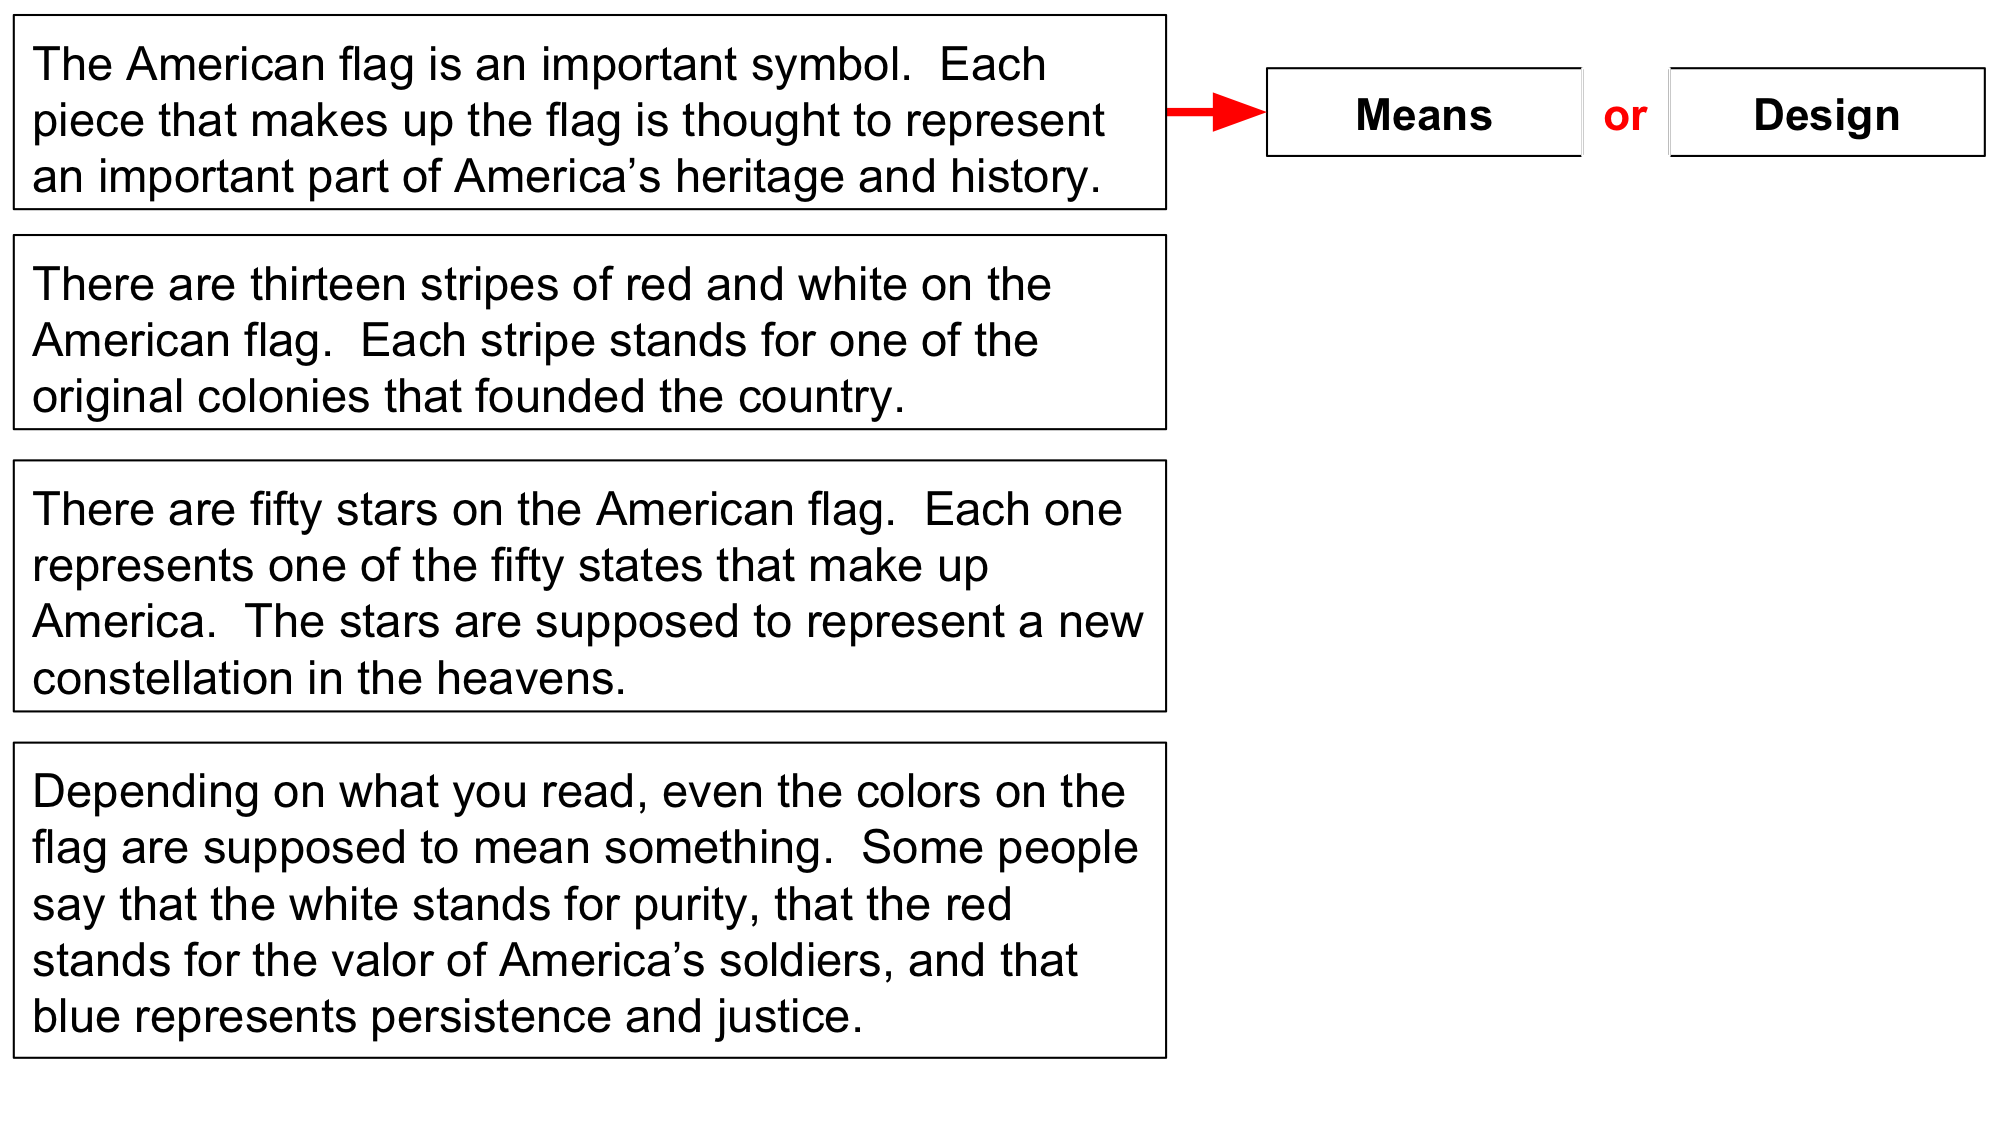 The American flag is an important symbol.  Each
piece that makes up the flag is thought to represent
an important part of America’s heritage and history.
Means or Design
There are thirteen stripes of red and white on the
American flag.  Each stripe stands for one of the
original colonies that founded the country.
There are fifty stars on the American flag.  Each one
represents one of the fifty states that make up
America.  The stars are supposed to represent a new
constellation in the heavens.
Depending on what you read, even the colors on the
flag are supposed to mean something.  Some people
say that the white stands for purity, that the red
stands for the valor of America’s soldiers, and that
blue represents persistence and justice.